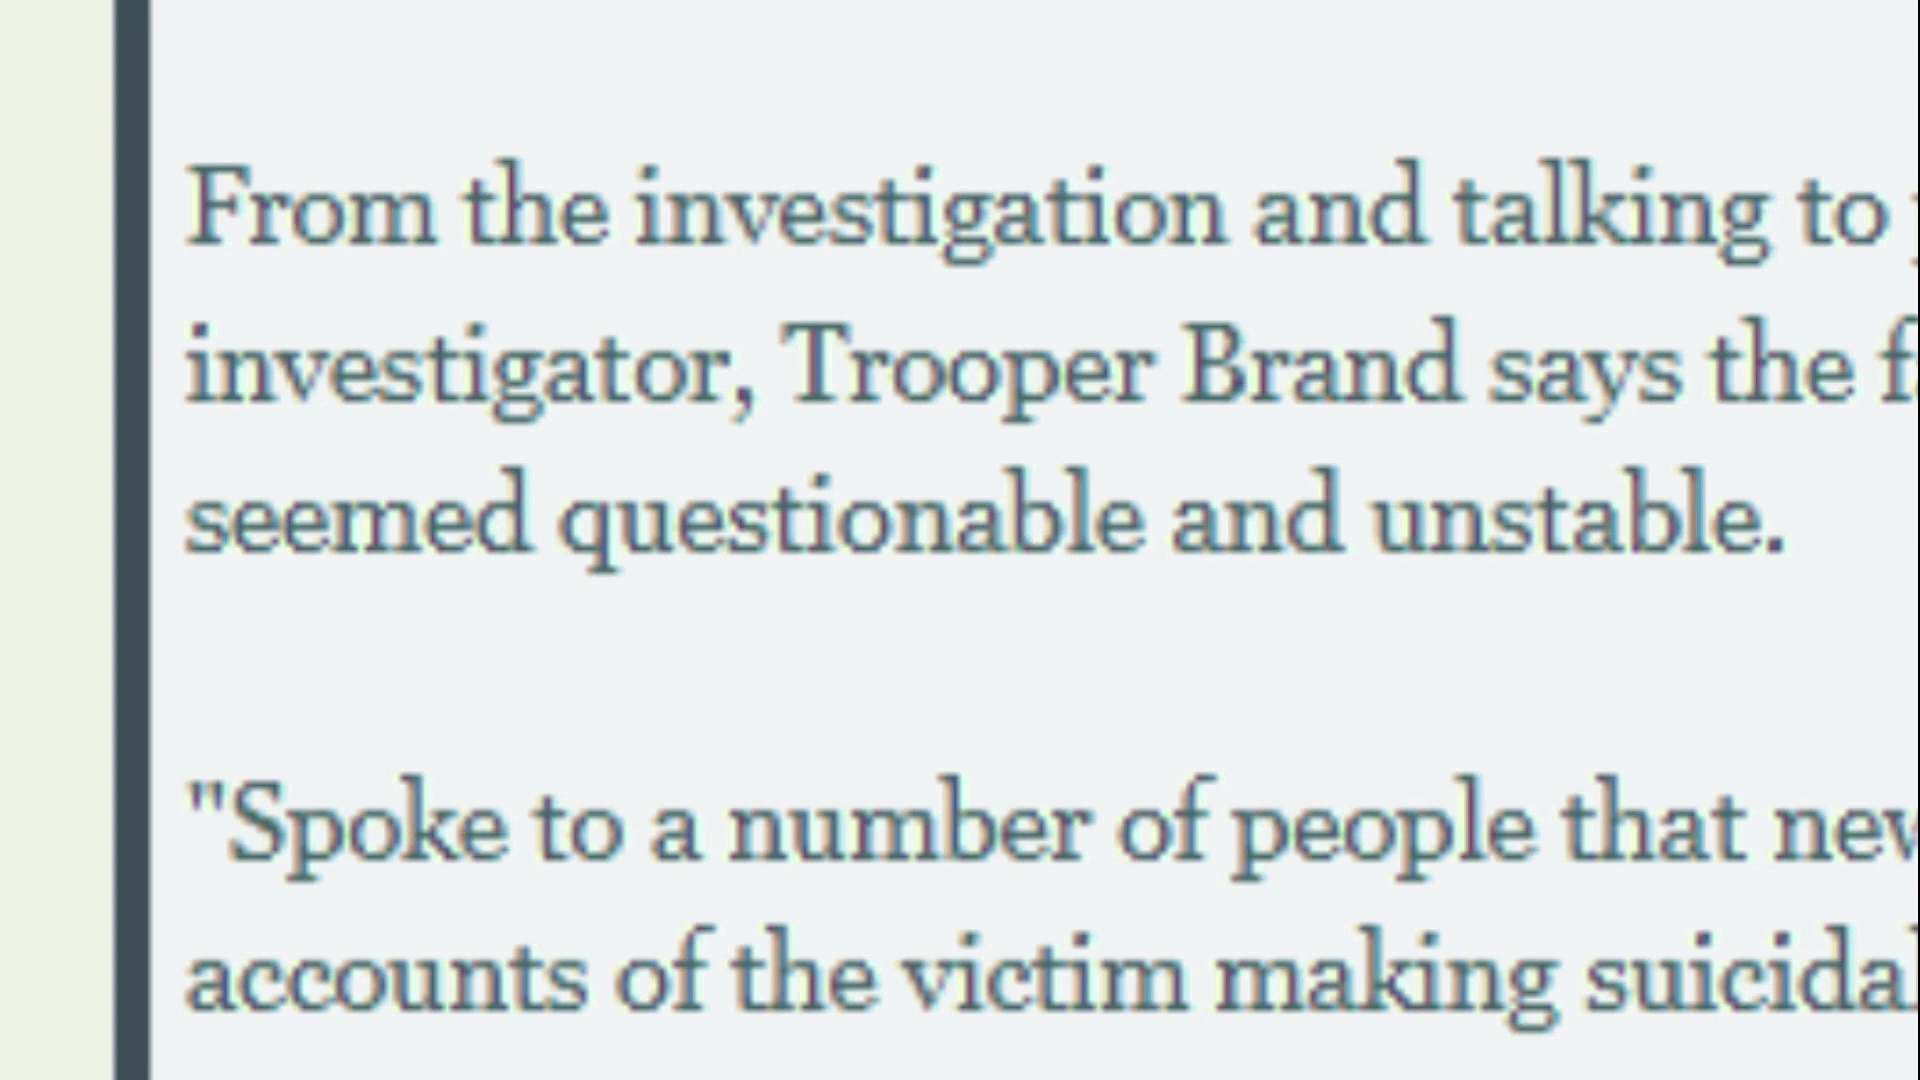 From the investigation and talking to
investigator, Trooper Brand says the
seemed questionable and unstable.
"Spoke to a number of people that
accounts of the victim making suicidal